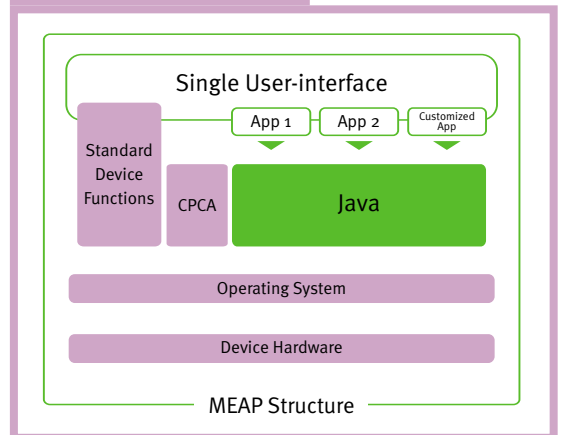 Single User-interface
App 1
App 2
Customized
App
Standard
Device
Functions
CPCA
Java
Operating System
Device Hardware
MEAP Structure